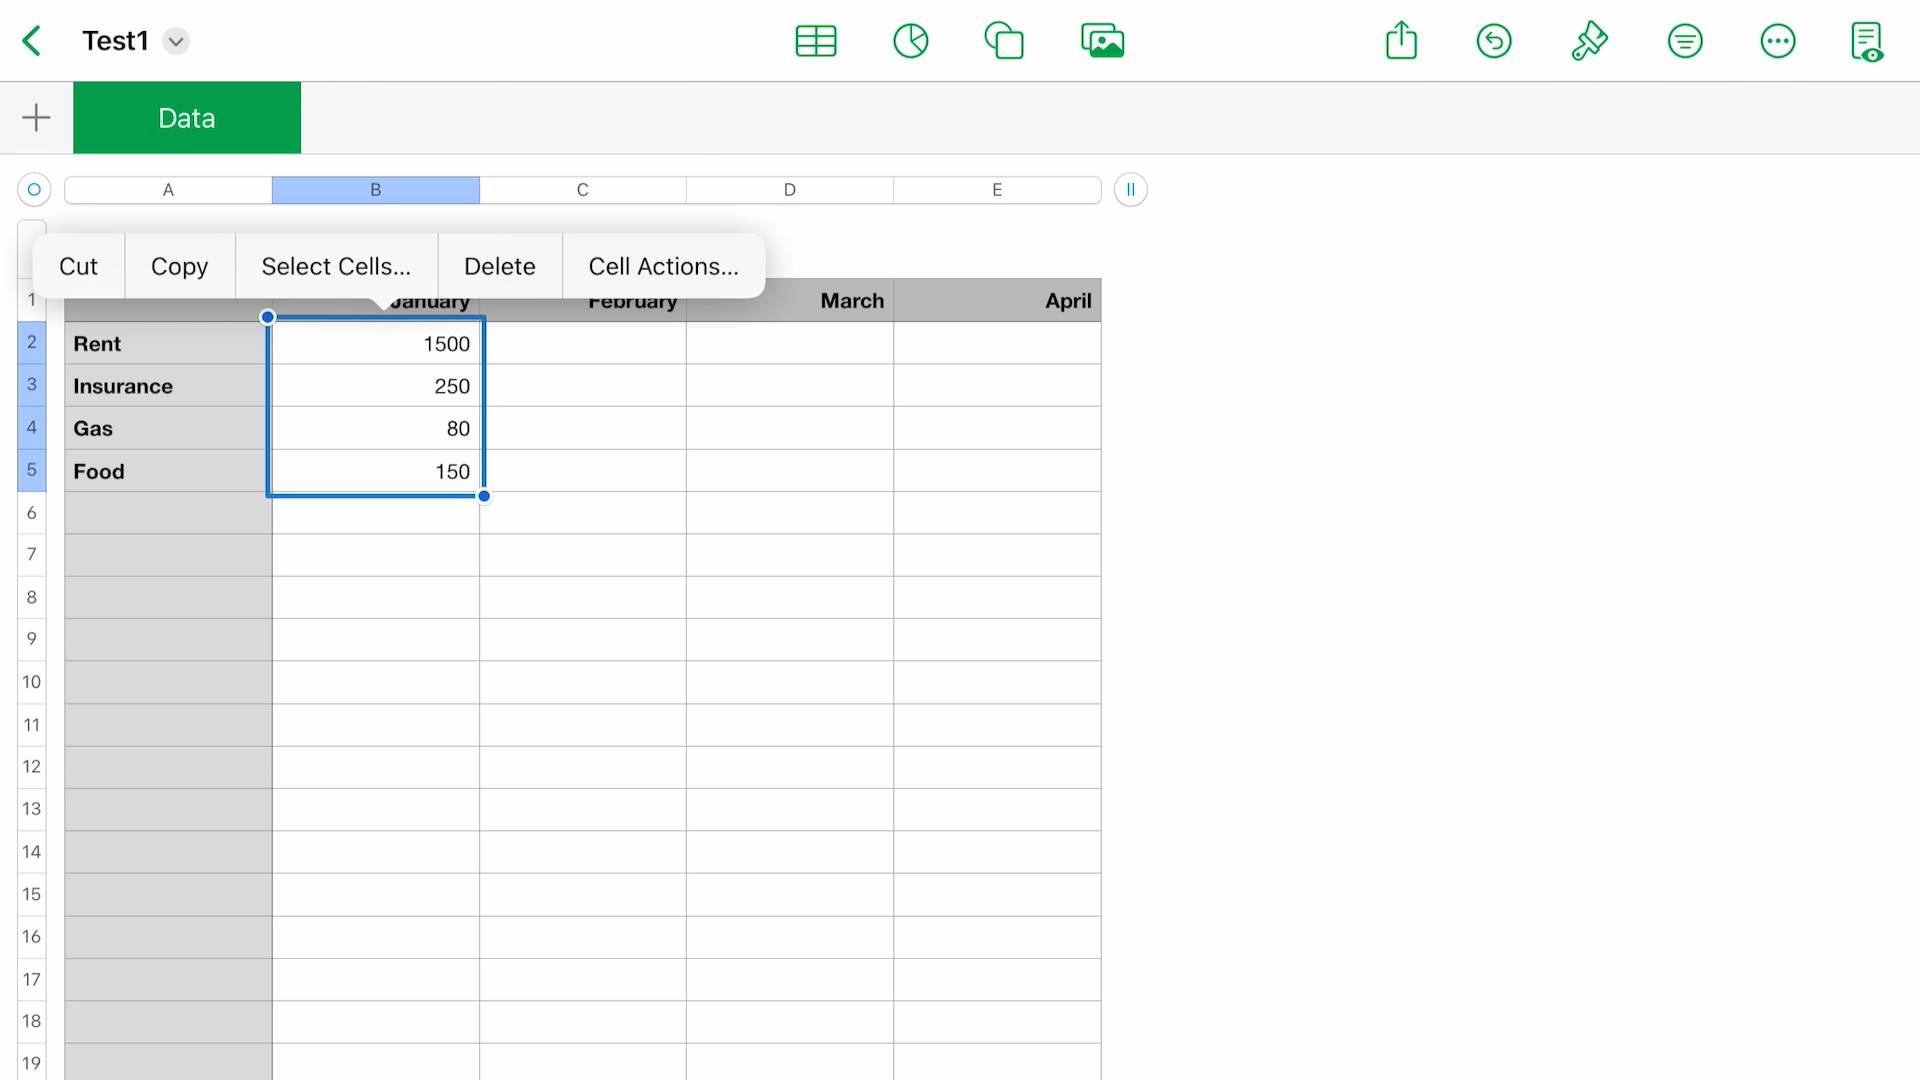 Test1
Data
A B C D E
Cut Copy Select Cells... Delete Cell Actions...
1 January February March April
2 Rent 1500
3 Insurance 250
4 Gas 80
5 Food 150
6
7
8
9
10
11
12
13
14
15
16
17
18
19